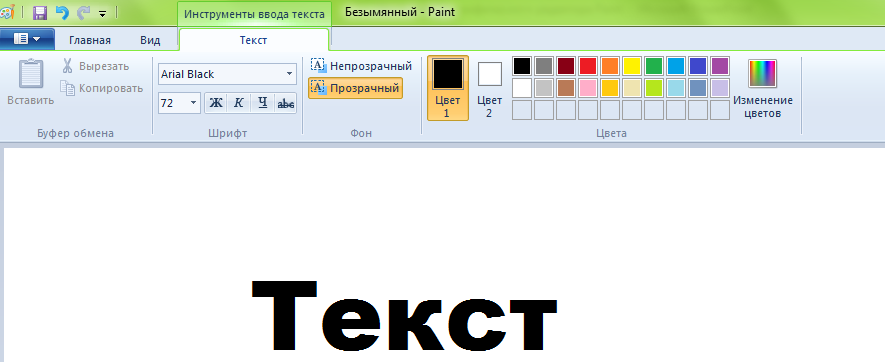 Инструменты ввода текста Безымянный - Paint
Главная Вид Текст
Вставить
Вырезать
Копировать
Буфер обмена
Arial Black
72 Ж К Ч abc
Шрифт
Непрозрачный
Прозрачный
Фон
Цвет
1
Цвет
2
Изменение
цветов
Цвета
Текст